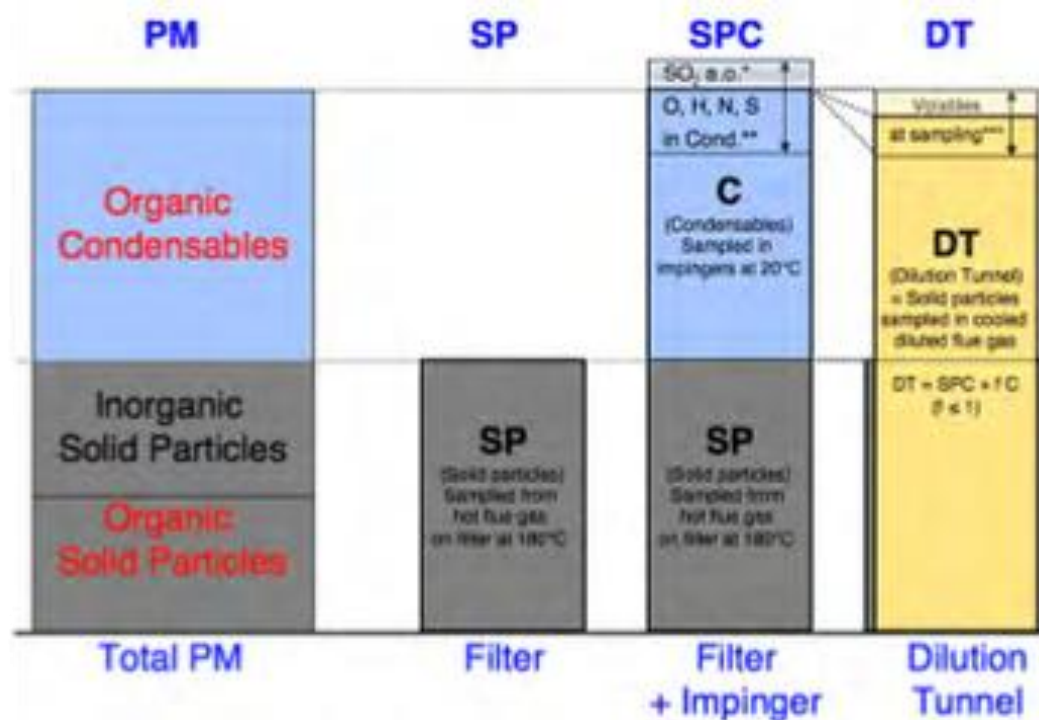 PM
SP
SPC
DT
Organic
Condensables
Inorganic
Solid Particles
Organic
Solid Particles
SP
(Solid particles)
Sampled from
hot flue gas
on filter at 180°C
SO₂ a.o.*
O, H, N, S
in Cond.**
C
(Condensables)
Sampled in
impingers at 20°C
SP
(Solid particles)
Sampled from
hot flue gas
on filter at 180°C
Volatiles
at sampling***
DT
(Dilution Tunnel)
= Solid particles
sampled in cooled
diluted flue gas
DT = SPC + f C
(f ≤ 1)
Total PM
Filter
Filter
+ Impinger
Dilution
Tunnel